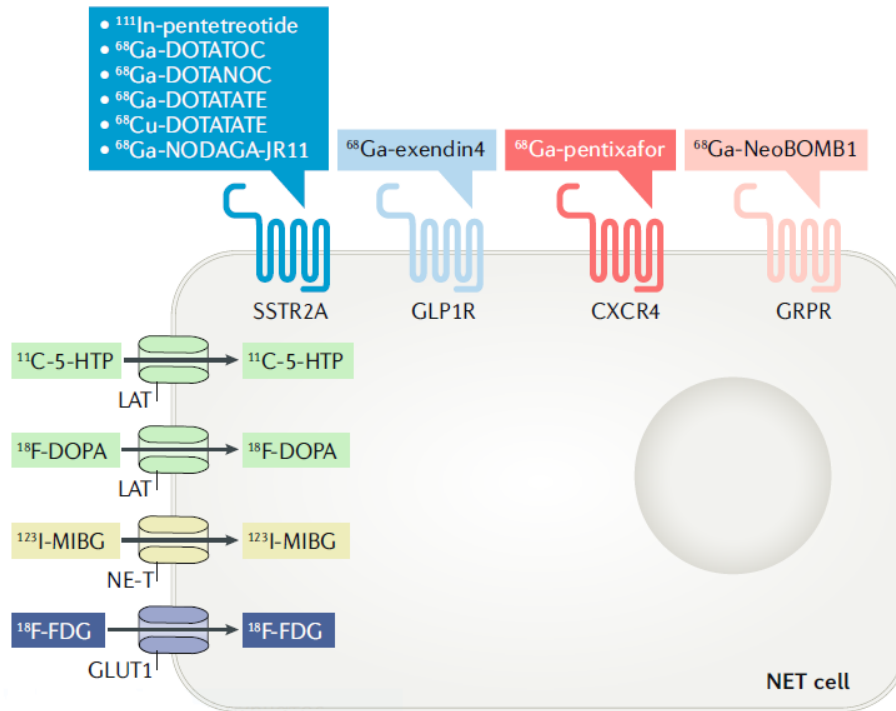 • ¹¹¹In-pentetreotide
• ⁶⁸Ga-DOTATOC
• ⁶⁸Ga-DOTANOC
• ⁶⁸Ga-DOTATATE
• ⁶⁸Cu-DOTATATE
• ⁶⁸Ga-NODAGA-JR11
⁶⁸Ga-exendin4
⁶⁸Ga-pentixafor
⁶⁸Ga-NeoBOMB1
SSTR2A
GLP1R
CXCR4
GRPR
¹¹C-5-HTP
¹¹C-5-HTP
LAT
¹⁸F-DOPA
¹⁸F-DOPA
LAT
¹²³I-MIBG
¹²³I-MIBG
NE-T
¹⁸F-FDG
¹⁸F-FDG
GLUT1
NET cell